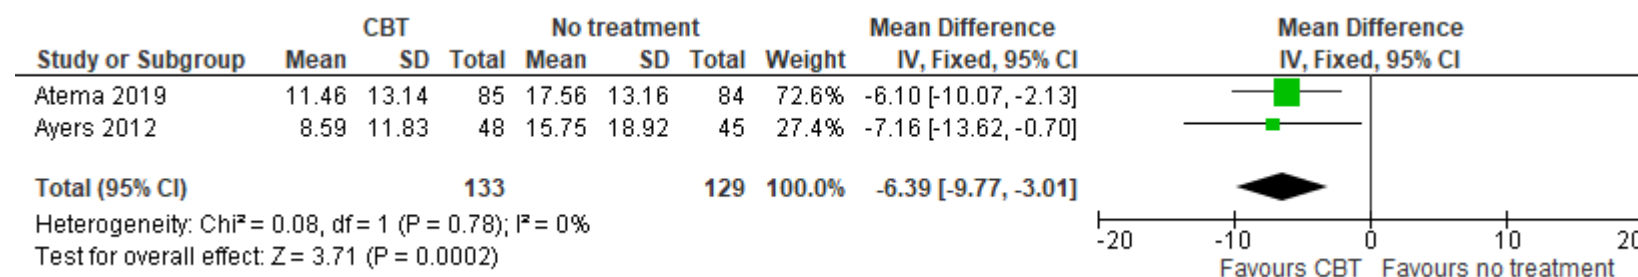 CBT No treatment Mean Difference Mean Difference
Study or Subgroup Mean SD Total Mean SD Total Weight IV, Fixed, 95% CI IV, Fixed, 95% CI
Atema 2019 11.46 13.14 85 17.56 13.16 84 72.6% -6.10 [-10.07, -2.13]
Ayers 2012 8.59 11.83 48 15.75 18.92 45 27.4% -7.16 [-13.62, -0.70]
Total (95% CI) 133 129 100.0% -6.39 [-9.77, -3.01]
Heterogeneity: Chi² = 0.08, df = 1 (P = 0.78); I² = 0%
Test for overall effect: Z = 3.71 (P = 0.0002)
-20 -10 0 10 20
Favours CBT Favours no treatment